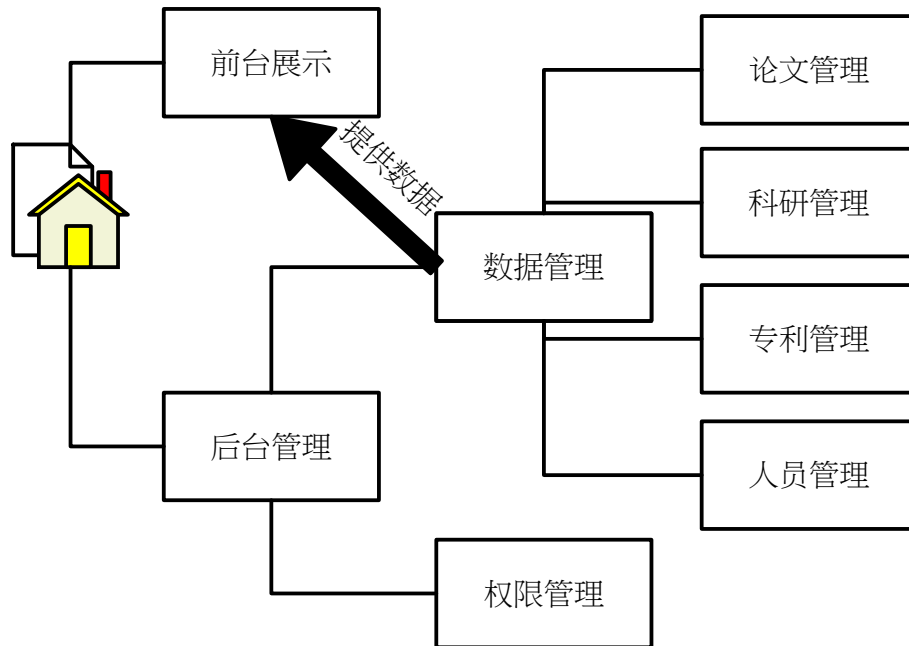 前台展示
提供数据
论文管理
科研管理
数据管理
专利管理
后台管理
人员管理
权限管理